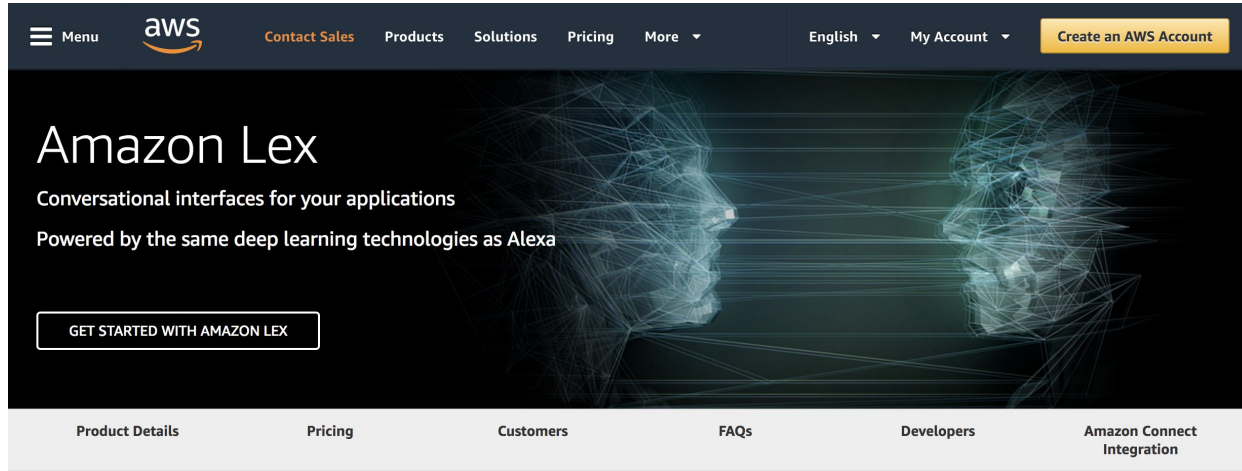 Menu
aws
Contact Sales
Products
Solutions
Pricing
More
English
My Account
Create an AWS Account
Amazon Lex
Conversational interfaces for your applications
Powered by the same deep learning technologies as Alexa
GET STARTED WITH AMAZON LEX
Product Details
Pricing
Customers
FAQs
Developers
Amazon Connect
Integration